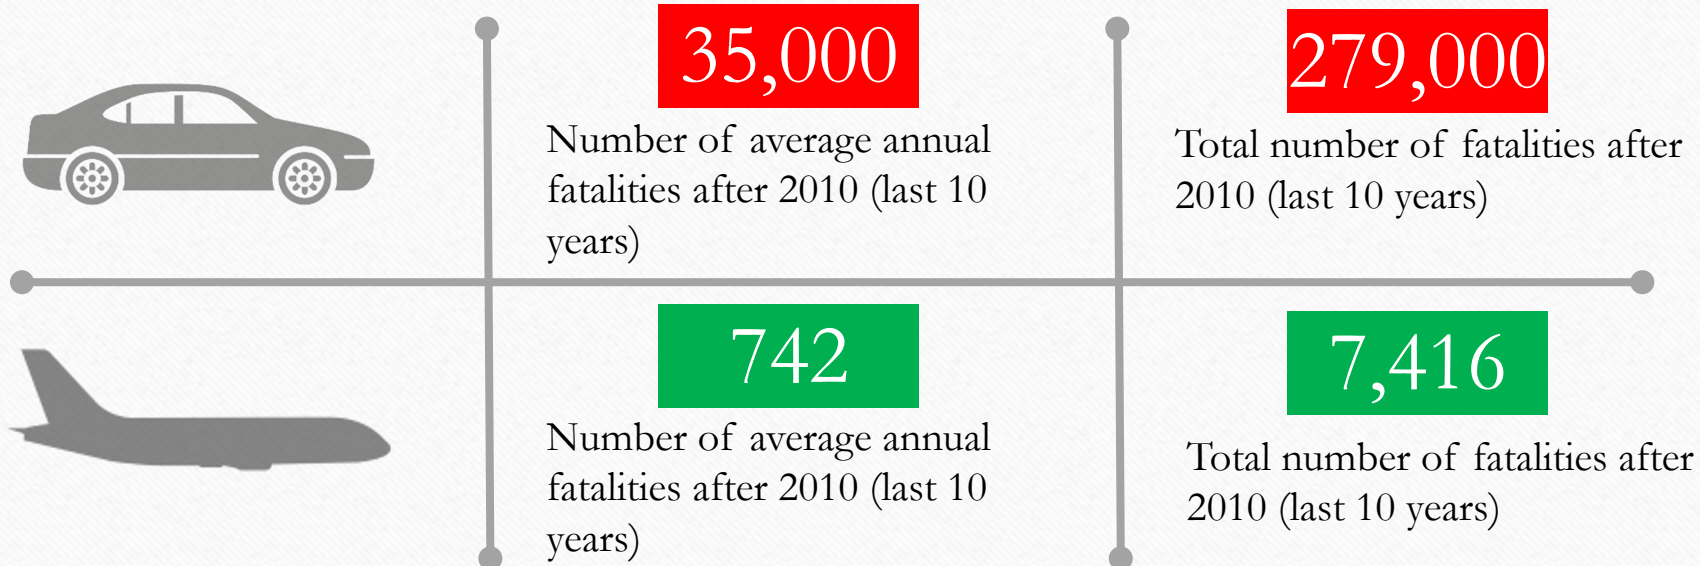 35,000
Number of average annual
fatalities after 2010 (last 10
years)
279,000
Total number of fatalities after
2010 (last 10 years)
742
Number of average annual
fatalities after 2010 (last 10
years)
7,416
Total number of fatalities after
2010 (last 10 years)